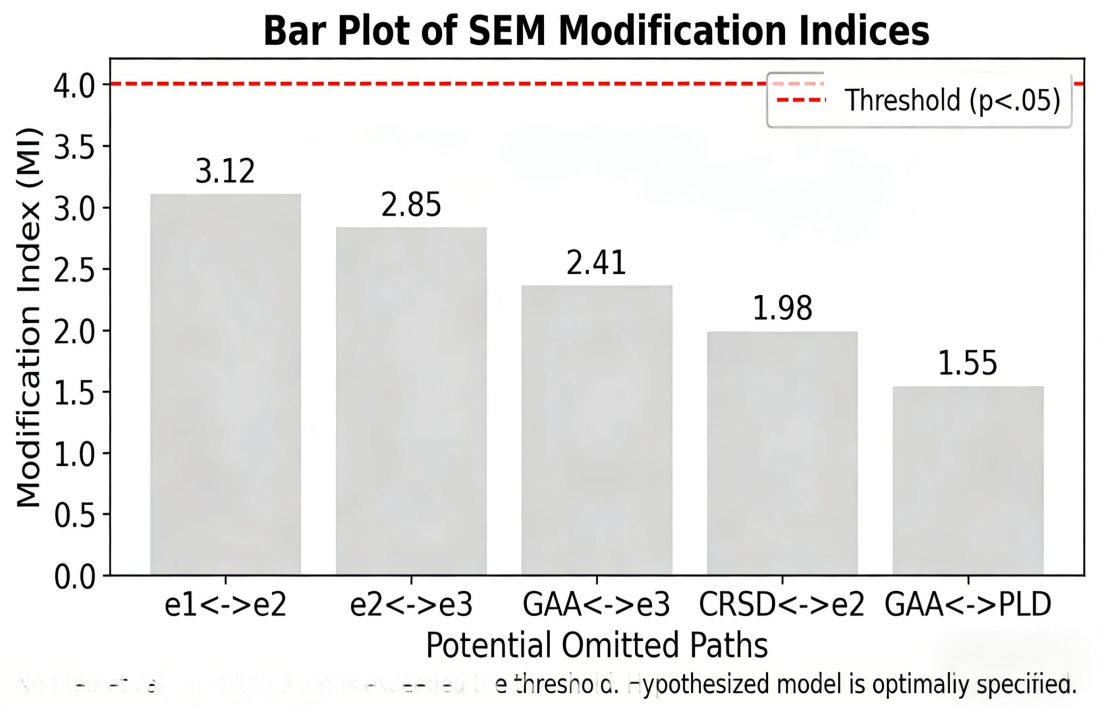 Bar Plot of SEM Modification Indices
4.0
3.5
3.0
2.5
2.0
1.5
1.0
0.5
0.0
Modification Index (MI)
Threshold (p<.05)
3.12
2.85
2.41
1.98
1.55
e1<->e2 e2<->e3 GAA<->e3 CRSD<->e2 GAA<->PLD
Potential Omitted Paths
No exceeded threshold. Hypothesized model is optimally specified.